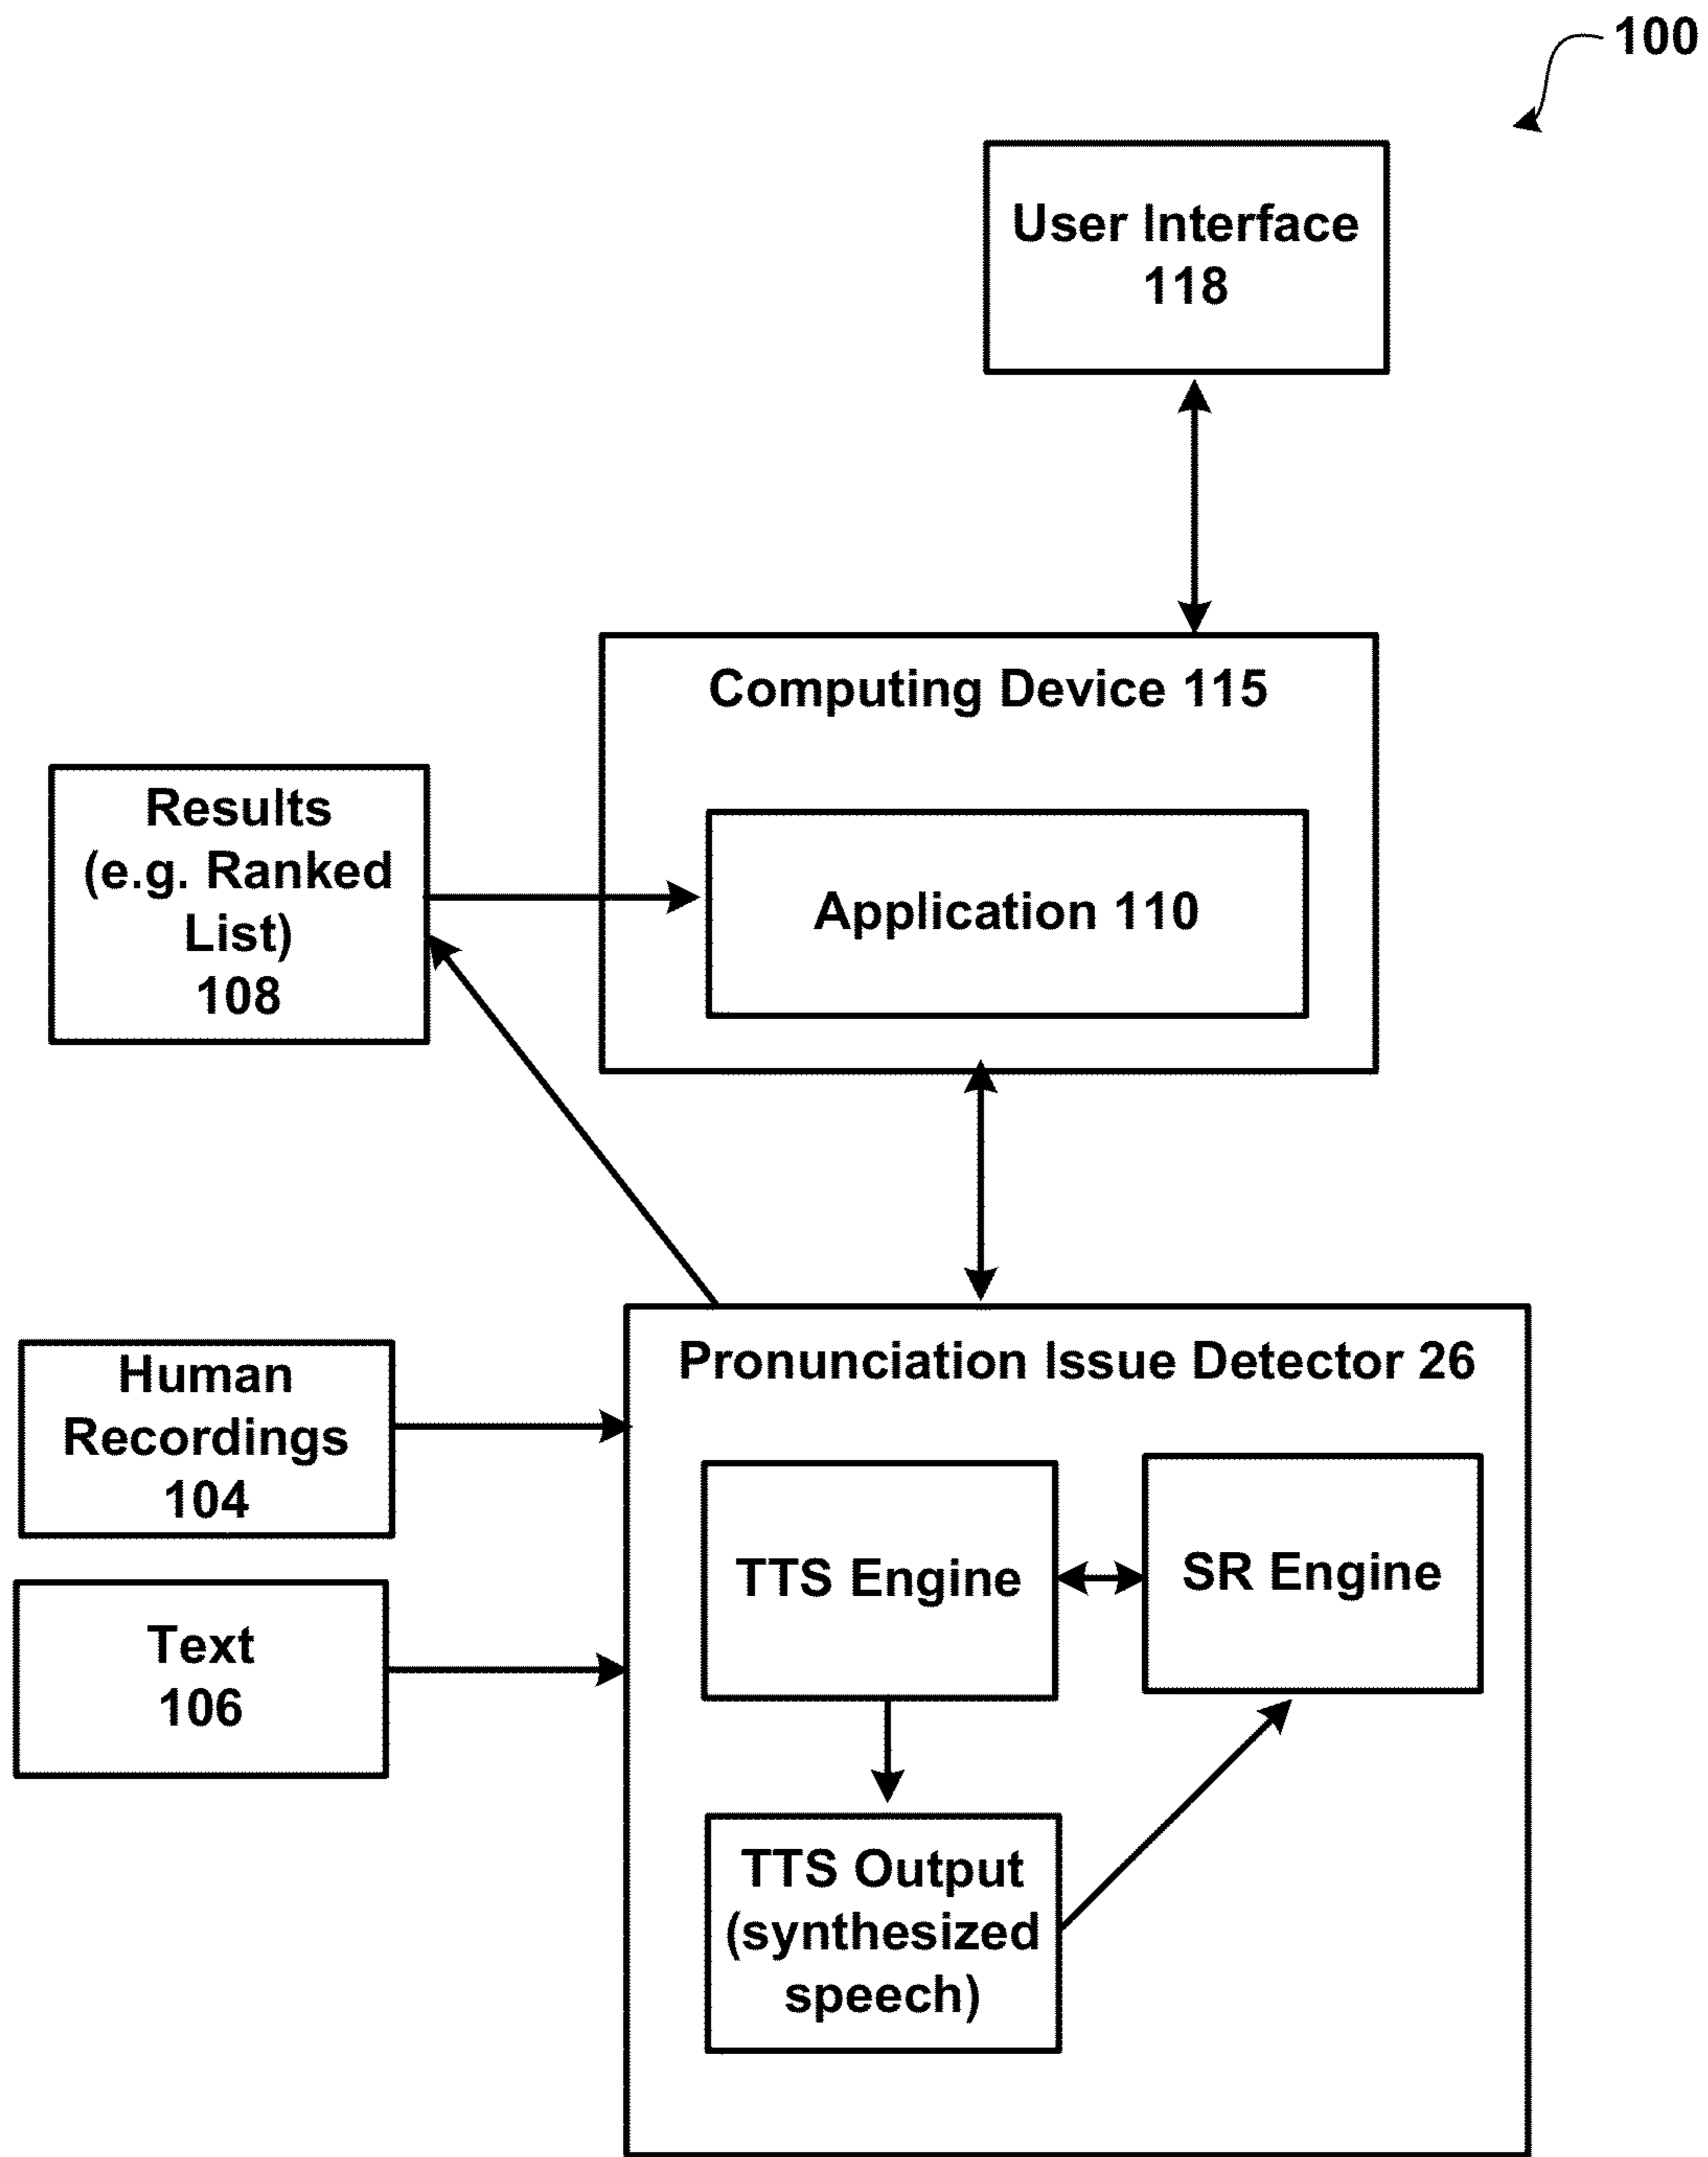 100
User Interface
118
Computing Device 115
Results
(e.g. Ranked
List)
108
Application 110
Human
Recordings
104
Pronunciation Issue Detector 26
TTS Engine
SR Engine
Text
106
TTS Output
(synthesized
speech)